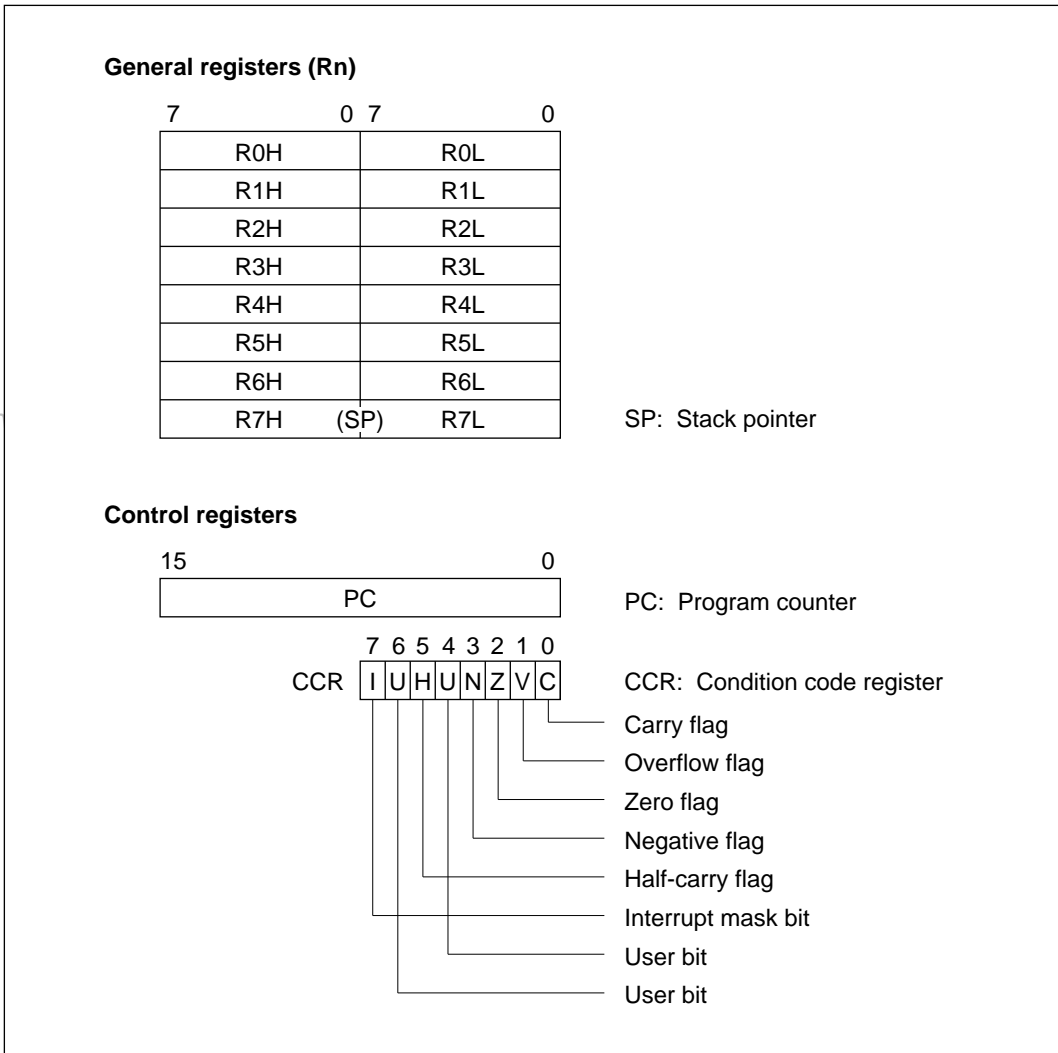 General registers (Rn)
7 0 7 0
R0H R0L
R1H R1L
R2H R2L
R3H R3L
R4H R4L
R5H R5L
R6H R6L
R7H (SP) R7L SP: Stack pointer
Control registers
15 0
PC PC: Program counter
7 6 5 4 3 2 1 0
CCR I U H U N Z V C CCR: Condition code register
Carry flag
Overflow flag
Zero flag
Negative flag
Half-carry flag
Interrupt mask bit
User bit
User bit